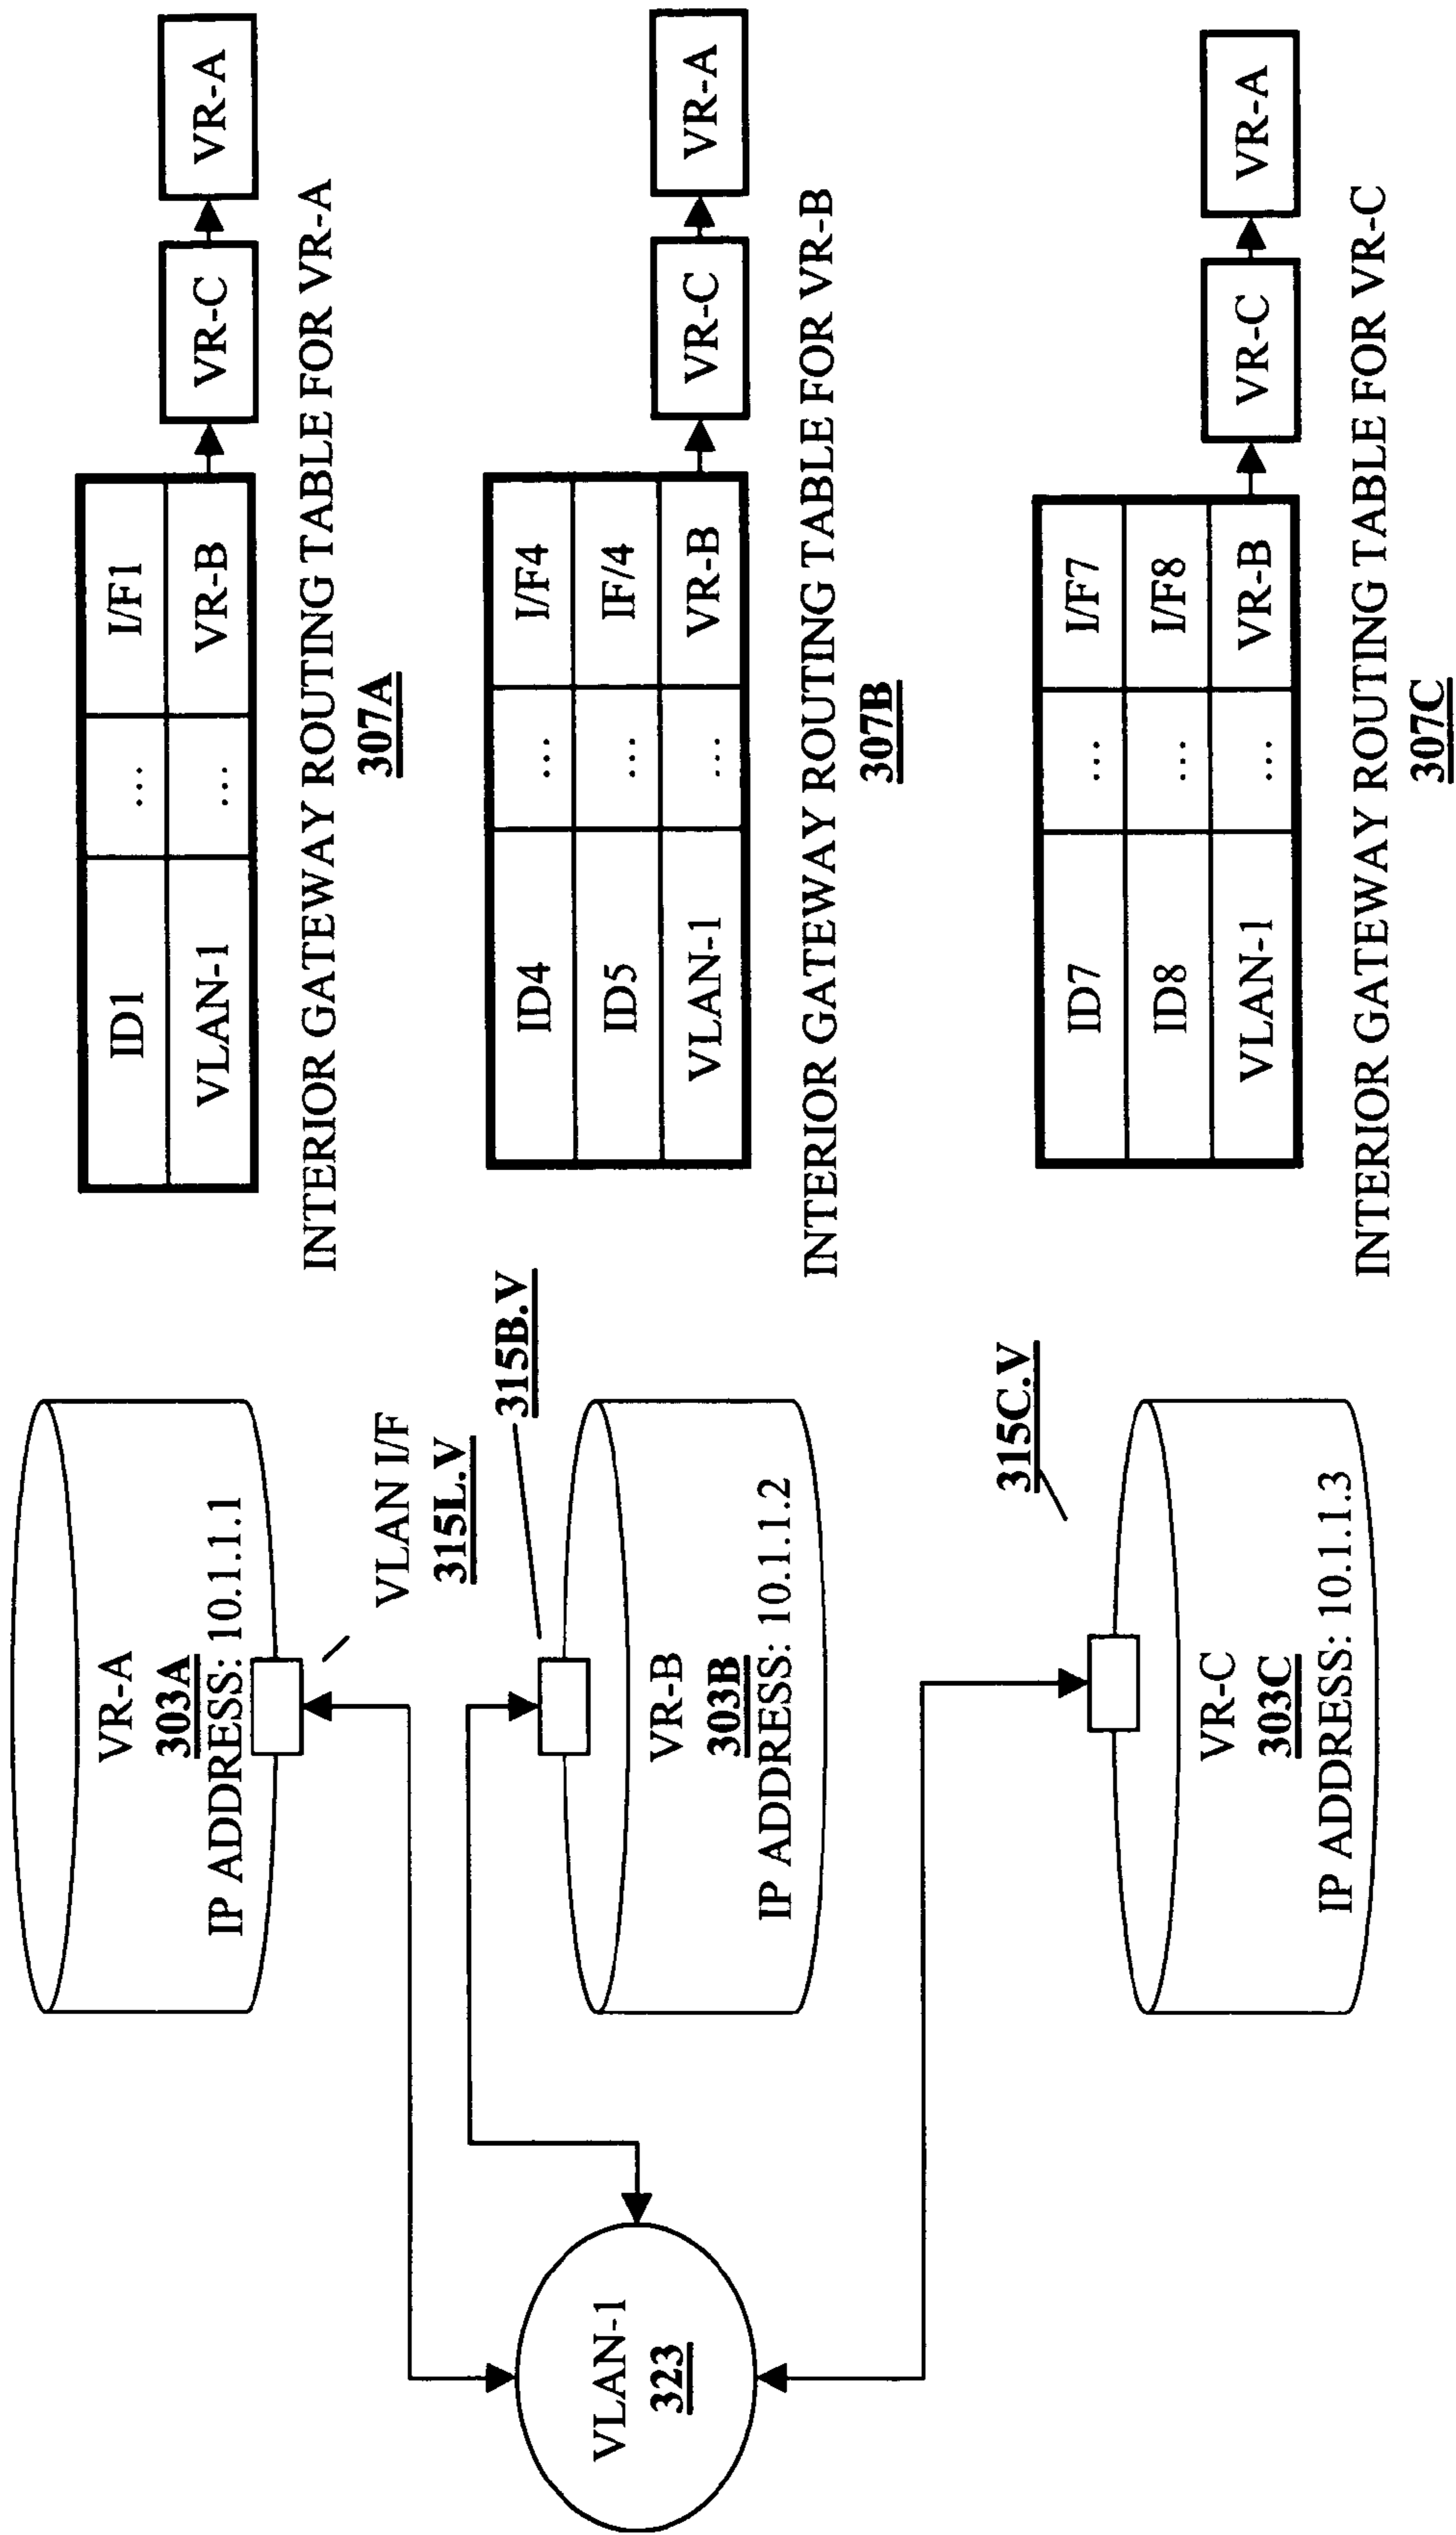 VR-A
303A
IP ADDRESS: 10.1.1.1
VLAN I/F
315L.V
ID1 ... I/F1
VLAN-1 ... VR-B
VR-C
VR-A
INTERIOR GATEWAY ROUTING TABLE FOR VR-A
307A
VLAN-1
323
315B.V
VR-B
303B
IP ADDRESS: 10.1.1.2
ID4 ... I/F4
ID5 ... IF/4
VLAN-1 ... VR-B
VR-C
VR-A
INTERIOR GATEWAY ROUTING TABLE FOR VR-B
307B
315C.V
VR-C
303C
IP ADDRESS: 10.1.1.3
ID7 ... I/F7
ID8 ... I/F8
VLAN-1 ... VR-B
VR-C
VR-A
INTERIOR GATEWAY ROUTING TABLE FOR VR-C
307C